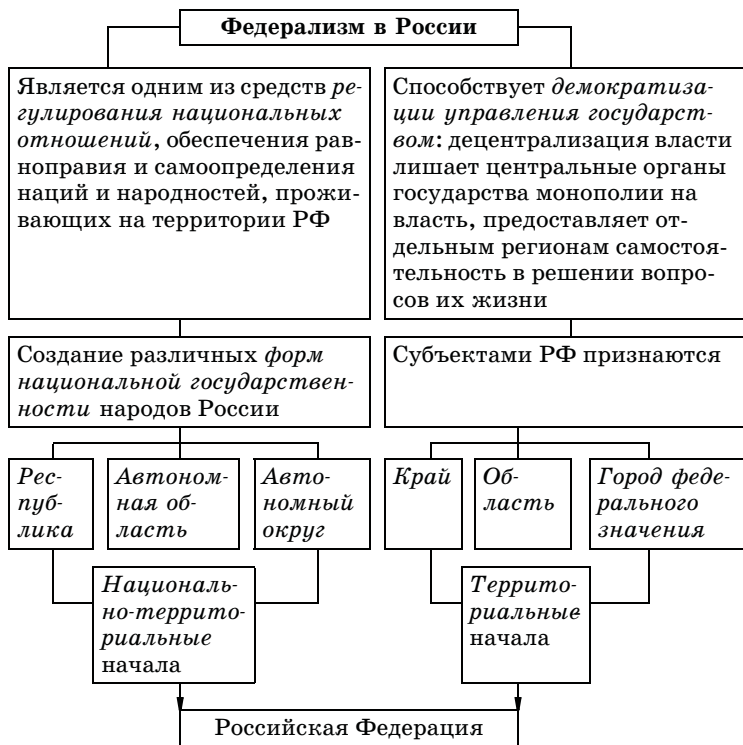 Федерализм в России
Является одним из средств ре-
гулирования национальных
отношений, обеспечения рав-
ноправия и самоопределения
наций и народностей, прожи-
вающих на территории РФ
Способствует демократиза-
ции управления государст-
вом: децентрализация власти
лишает центральные органы
государства монополии на
власть, предоставляет от-
дельным регионам самостоя-
тельность в решении вопро-
сов их жизни
Создание различных форм
национальной государствен-
ности народов России
Субъектами РФ признаются
Рес-
пуб-
лика
Автоном-
ная об-
ласть
Авто-
номный
округ
Край
Об-
ласть
Город феде-
рального
значения
Националь-
но-террито-
риальные
начала
Террито-
риальные
начала
Российская Федерация